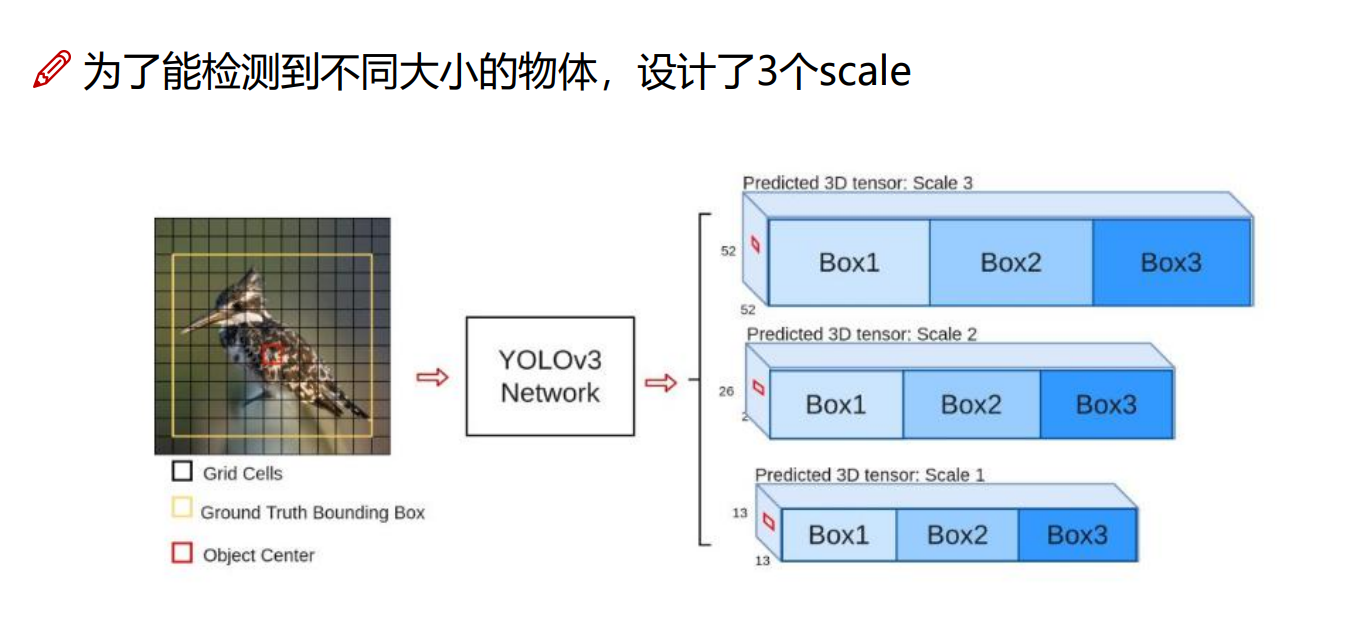 为了能检测到不同大小的物体，设计了3个scale
Predicted 3D tensor: Scale 3
52
Box1 Box2 Box3
52
Predicted 3D tensor: Scale 2
26
Box1 Box2 Box3
2
Predicted 3D tensor: Scale 1
13
Box1 Box2 Box3
13
YOLOv3
Network
Grid Cells
Ground Truth Bounding Box
Object Center